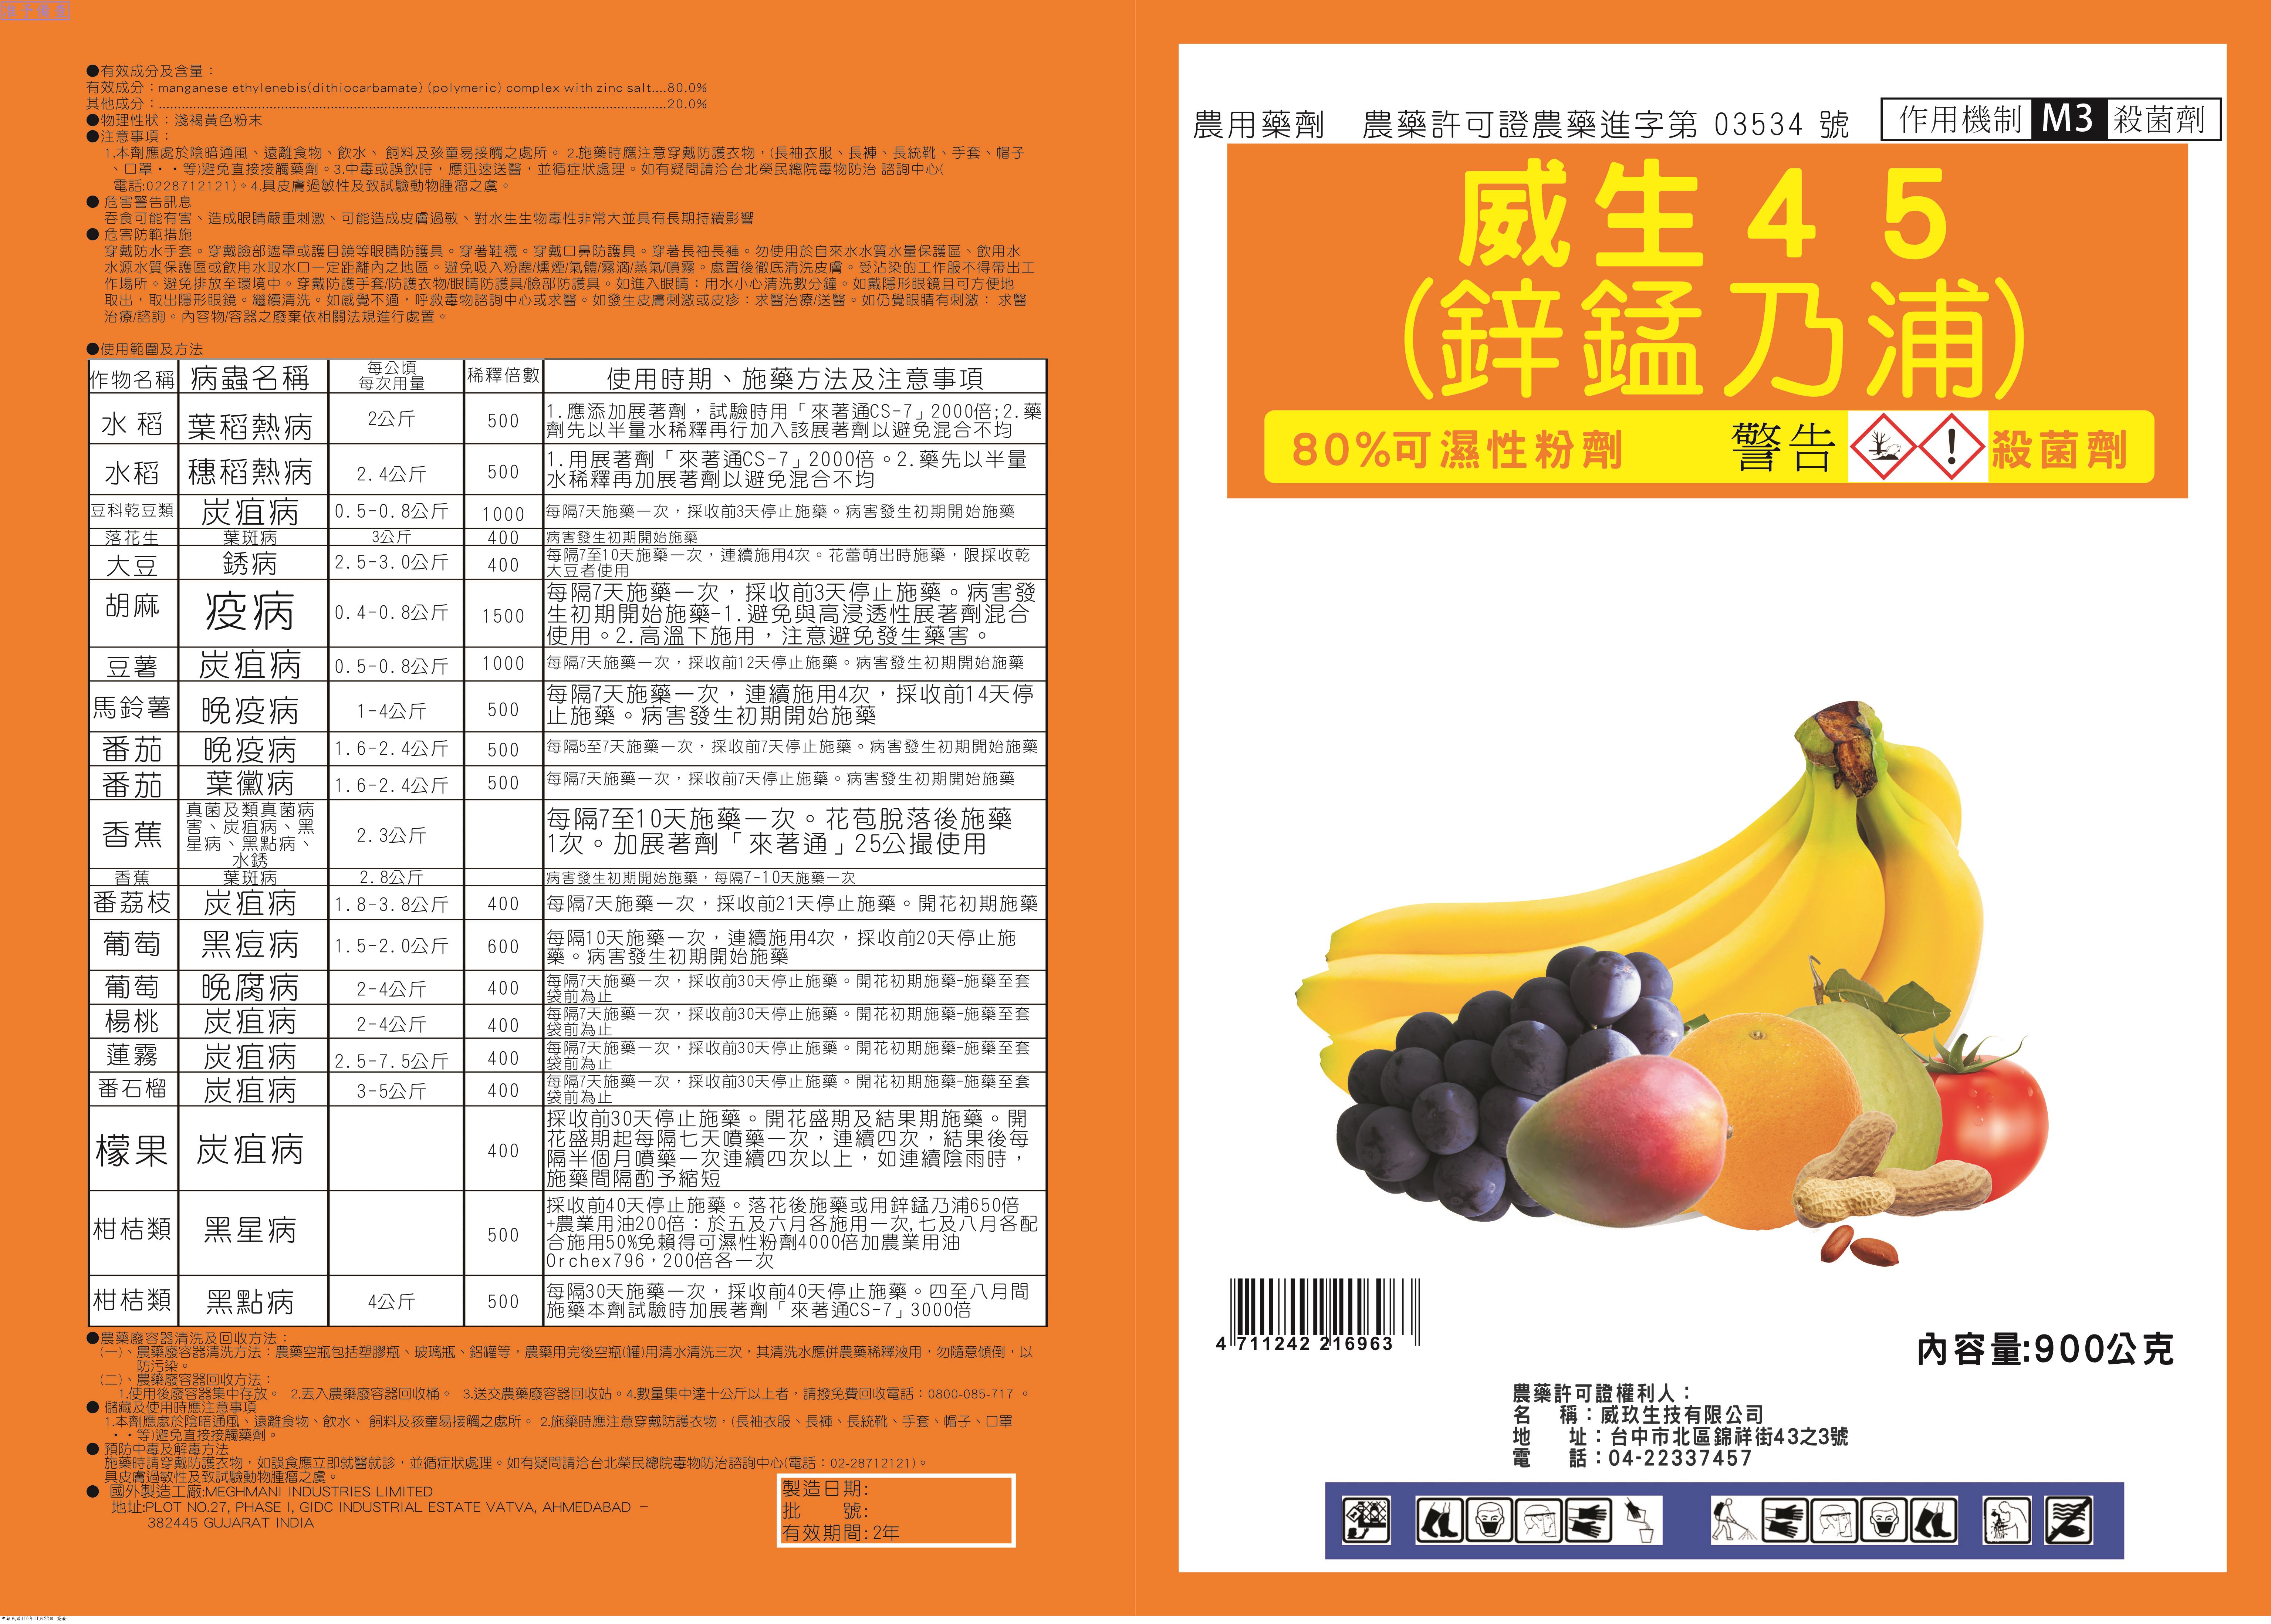 ●有效成分及含量：
有效成分：manganese ethylenebis(dithiocarbamate) (polymeric) complex with zinc salt....80.0%
其他成分：....................20.0%
●物理性狀：淺褐黃色粉末
●注意事項：
1.本劑應處於陰暗通風、遠離食物、飲水、 飼料及孩童易接觸之處所。 2.施藥時應注意穿戴防護衣物，(長袖衣服、長褲、長統靴、手套、帽子
、口罩‧‧等)避免直接接觸藥劑。3.中毒或誤飲時，應迅速送醫，並循症狀處理。如有疑問請洽台北榮民總院毒物防治 諮詢中心(
電話:0228712121)。4.具皮膚過敏性及致試驗動物腫瘤之虞。
● 危害警告訊息
吞食可能有害、造成眼睛嚴重刺激、可能造成皮膚過敏、對水生生物毒性非常大並具有長期持續影響
● 危害防範措施
穿戴防水手套。穿戴臉部遮罩或護目鏡等眼睛防護具。穿著鞋襪。穿戴口鼻防護具。穿著長袖長褲。勿使用於自來水水質水量保護區、飲用水
水源水質保護區或飲用水取水口一定距離內之地區。避免吸入粉塵/燻煙/氣體/霧滴/蒸氣/噴霧。處置後徹底清洗皮膚。受沾染的工作服不得帶出工
作場所。避免排放至環境中。穿戴防護手套/防護衣物/眼睛防護具/臉部防護具。如進入眼睛：用水小心清洗數分鐘。如戴隱形眼鏡且可方便地
取出，取出隱形眼鏡。繼續清洗。如感覺不適，呼救毒物諮詢中心或求醫。如發生皮膚刺激或皮疹：求醫治療/送醫。如仍覺眼睛有刺激： 求醫
治療/諮詢。內容物/容器之廢棄依相關法規進行處置。
●使用範圍及方法
作物名稱 病蟲名稱 每公頃每次用量 稀釋倍數 使用時期、施藥方法及注意事項
水 稻 葉稻熱病 2公斤 500 1.應添加展著劑，試驗時用「來著通CS-7」2000倍;2.藥
劑先以半量水稀釋再行加入該展著劑以避免混合不均
水稻 穗稻熱病 2.4公斤 500 1.用展著劑「來著通CS-7」2000倍。2.藥先以半量
水稀釋再加展著劑以避免混合不均
豆科乾豆類 炭疽病 0.5-0.8公斤 1000 每隔7天施藥一次，採收前3天停止施藥。病害發生初期開始施藥
落花生 葉斑病 3公斤 400 病害發生初期開始施藥
大豆 銹病 2.5-3.0公斤 400 每隔7至10天施藥一次，連續施用4次。花蕾萌出時施藥，限採收乾
大豆者使用
胡麻 疫病 0.4-0.8公斤 1500 每隔7天施藥一次，採收前3天停止施藥。病害發
生初期開始施藥-1.避免與高浸透性展著劑混合
使用。2.高溫下施用，注意避免發生藥害。
豆薯 炭疽病 0.5-0.8公斤 1000 每隔7天施藥一次，採收前12天停止施藥。病害發生初期開始施藥
馬鈴薯 晚疫病 1-4公斤 500 每隔7天施藥一次，連續施用4次，採收前14天停
止施藥。病害發生初期開始施藥
番茄 晚疫病 1.6-2.4公斤 500 每隔5至7天施藥一次，採收前7天停止施藥。病害發生初期開始施藥
番茄 葉黴病 1.6-2.4公斤 500 每隔7天施藥一次，採收前7天停止施藥。病害發生初期開始施藥
香蕉 真菌及類真菌病害、炭疽病、黑星病、黑點病、水銹 2.3公斤 每隔7至10天施藥一次。花苞脫落後施藥
1次。加展著劑「來著通」25公撮使用
香蕉 葉斑病 2.8公斤 病害發生初期開始施藥，每隔7-10天施藥一次
番荔枝 炭疽病 1.8-3.8公斤 400 每隔7天施藥一次，採收前21天停止施藥。開花初期施藥
葡萄 黑痘病 1.5-2.0公斤 600 每隔10天施藥一次，連續施用4次，採收前20天停止施
藥。病害發生初期開始施藥
葡萄 晚腐病 2-4公斤 400 每隔7天施藥一次，採收前30天停止施藥。開花初期施藥-施藥至套
袋前為止
楊桃 炭疽病 2-4公斤 400 每隔7天施藥一次，採收前30天停止施藥。開花初期施藥-施藥至套
袋前為止
蓮霧 炭疽病 2.5-7.5公斤 400 每隔7天施藥一次，採收前30天停止施藥。開花初期施藥-施藥至套
袋前為止
番石榴 炭疽病 3-5公斤 400 每隔7天施藥一次，採收前30天停止施藥。開花初期施藥-施藥至套
袋前為止
檬果 炭疽病 400 採收前30天停止施藥。開花盛期及結果期施藥。開
花盛期起每隔七天噴藥一次，連續四次，結果後每
隔半個月噴藥一次連續四次以上，如連續陰雨時，
施藥間隔酌予縮短
柑桔類 黑星病 500 採收前40天停止施藥。落花後施藥或用鋅錳乃浦650倍
+農業用油200倍：於五及六月各施用一次,七及八月各配
合施用50%免賴得可濕性粉劑4000倍加農業用油
Orchex796，200倍各一次
柑桔類 黑點病 4公斤 500 每隔30天施藥一次，採收前40天停止施藥。四至八月間
施藥本劑試驗時加展著劑「來著通CS-7」3000倍
●農藥廢容器清洗及回收方法：
(一)、農藥廢容器清洗方法：農藥空瓶包括塑膠瓶、玻璃瓶、鋁罐等，農藥用完後空瓶(罐)用清水清洗三次，其清洗水應併農藥稀釋液用，勿隨意傾倒，以
防污染。
(二)、農藥廢容器回收方法：
1.使用後廢容器集中存放。 2.丟入農藥廢容器回收桶。 3.送交農藥廢容器回收站。4.數量集中達十公斤以上者，請撥免費回收電話：0800-085-717 。
● 儲藏及使用時應注意事項
1.本劑應處於陰暗通風、遠離食物、飲水、 飼料及孩童易接觸之處所。 2.施藥時應注意穿戴防護衣物，(長袖衣服、長褲、長統靴、手套、帽子、口罩
‧‧等)避免直接接觸藥劑。
● 預防中毒及解毒方法
施藥時請穿戴防護衣物，如誤食應立即就醫就診，並循症狀處理。如有疑問請洽台北榮民總院毒物防治諮詢中心(電話：02-28712121)。
具皮膚過敏性及致試驗動物腫瘤之虞。
● 國外製造工廠:MEGHMANI INDUSTRIES LIMITED
地址:PLOT NO.27, PHASE I, GIDC INDUSTRIAL ESTATE VATVA, AHMEDABAD －
382445 GUJARAT INDIA
製造日期:
批 號:
有效期間:2年
農用藥劑 農藥許可證農藥進字第 03534 號
作用機制 M3 殺菌劑
威生45
(鋅錳乃浦)
80%可濕性粉劑 警告 殺菌劑
4 711242 216963
內容量:900公克
農藥許可證權利人：
名 稱：威玖生技有限公司
地 址：台中市北區錦祥街43之3號
電 話：04-22337457